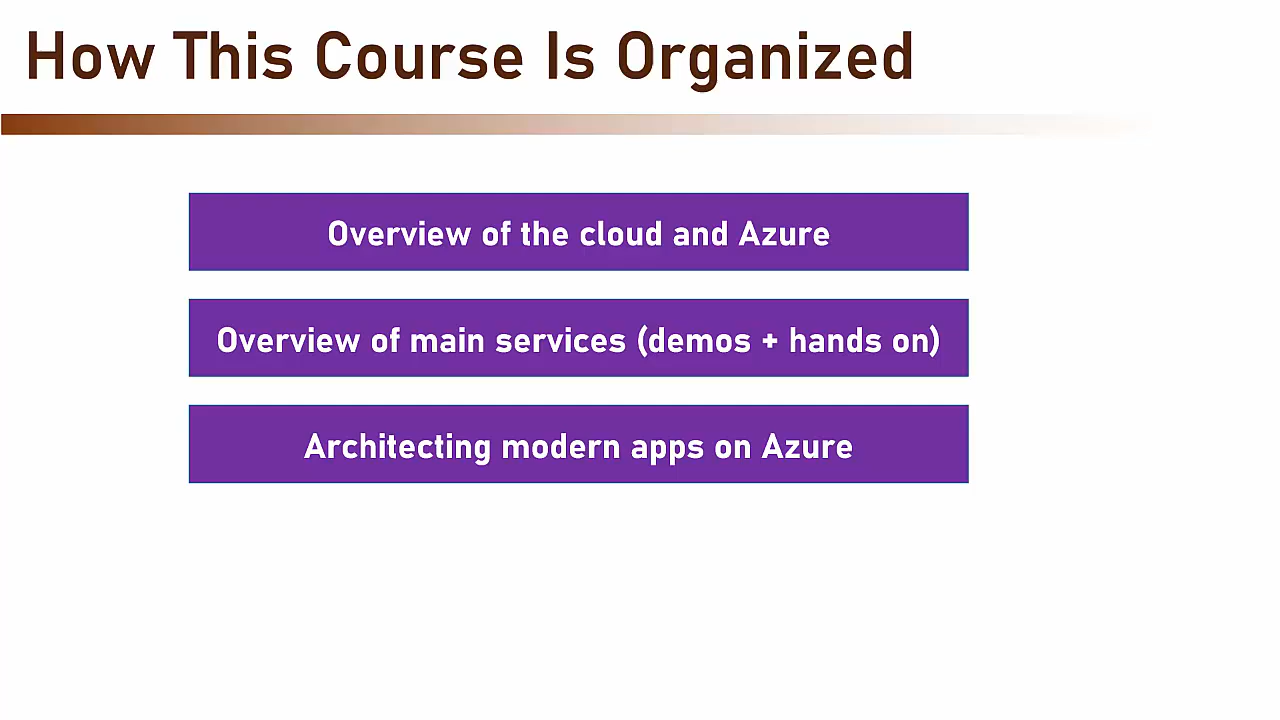 How This Course Is Organized
Overview of the cloud and Azure
Overview of main services (demos + hands on)
Architecting modern apps on Azure